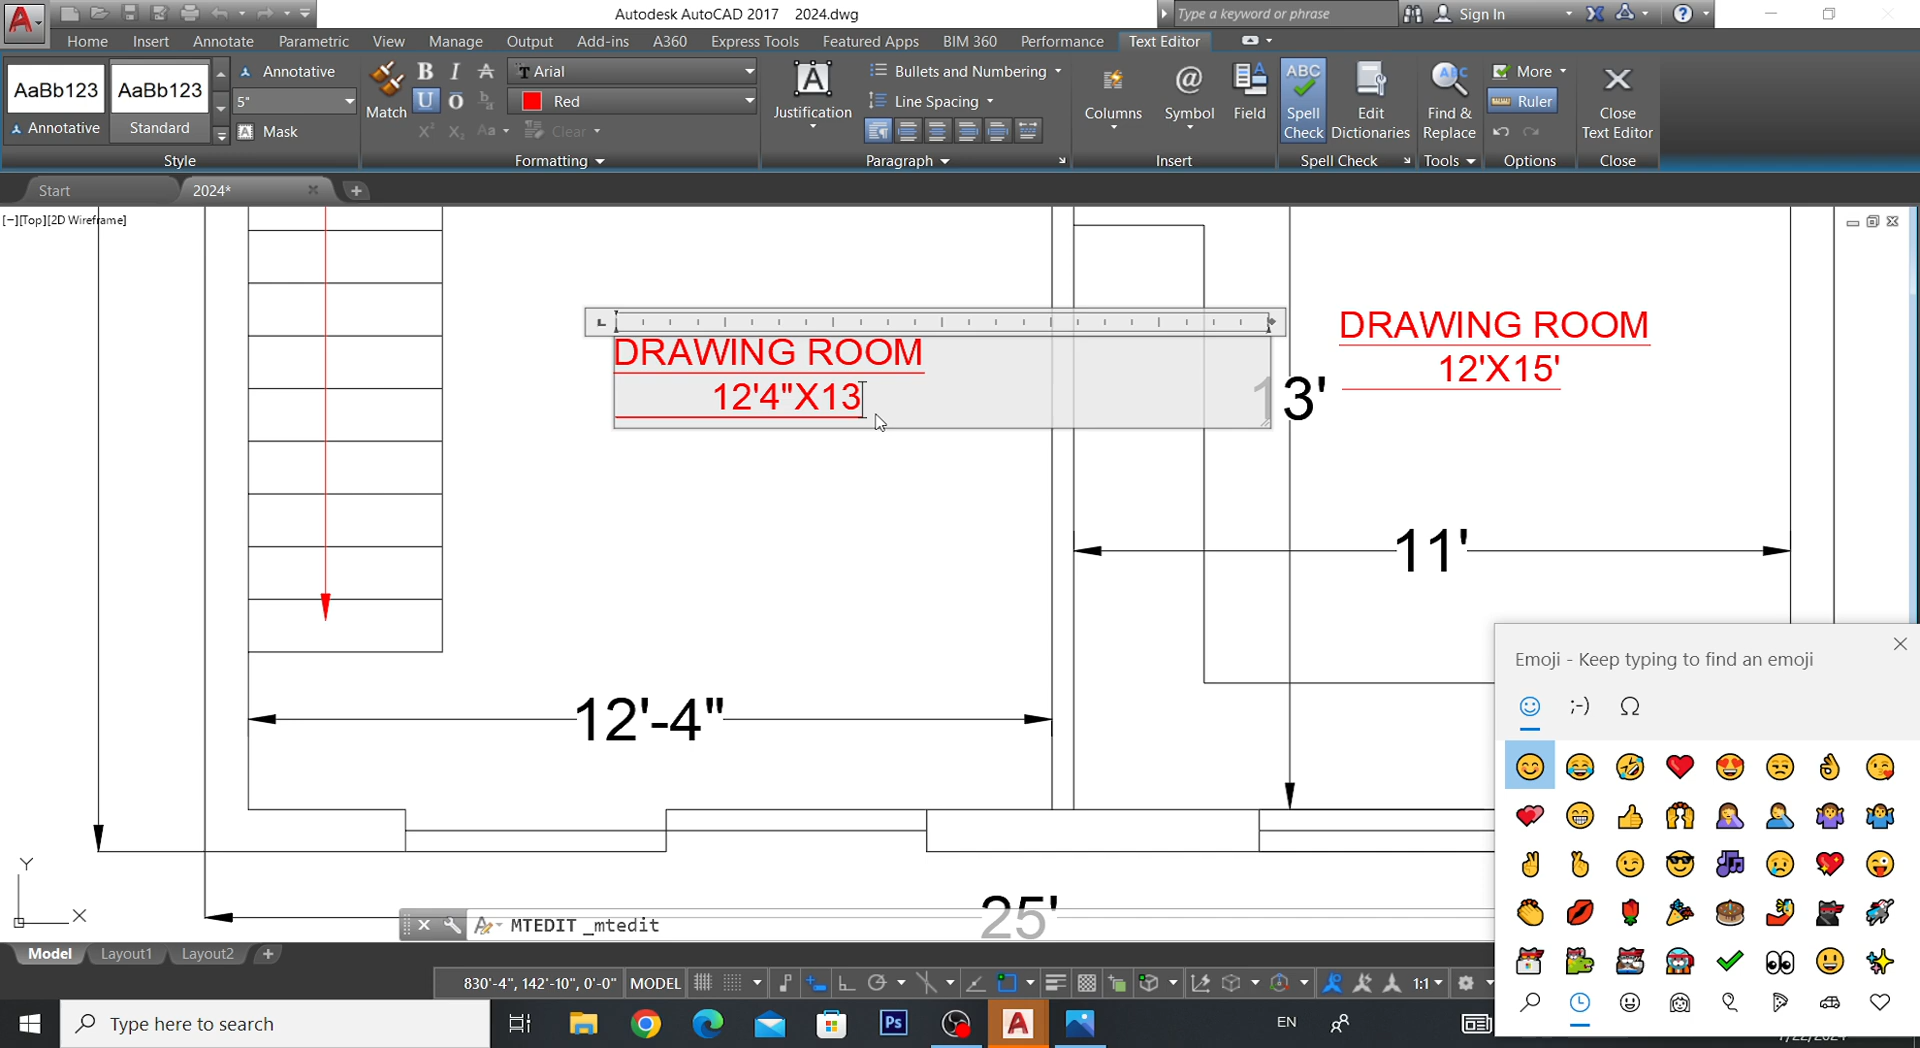 Autodesk AutoCAD 2017 2024.dwg
Type a keyword or phrase
Sign In
Home Insert Annotate Parametric View Manage Output Add-ins A360 Express Tools Featured Apps BIM 360 Performance Text Editor
AaBb123 AaBb123
Annotative Standard
Annotative
5"
Mask
Style
Match
Arial
Red
Clear
Formatting
Justification
Bullets and Numbering
Line Spacing
Paragraph
Columns
Symbol
Field
Insert
Spell Check
Edit Dictionaries
Spell Check
Find & Replace
Tools
More
Ruler
Options
Close Text Editor
Close
Start 2024*
[−][Top][2D Wireframe]
DRAWING ROOM
12'4"X13
13'
DRAWING ROOM
12'X15'
11'
12'-4"
25'
Y
X
MTEDIT _mtedit
Emoji - Keep typing to find an emoji
;-) Ω
Model Layout1 Layout2
830'-4", 142'-10", 0'-0" MODEL
1:1
Type here to search
Ps
EN